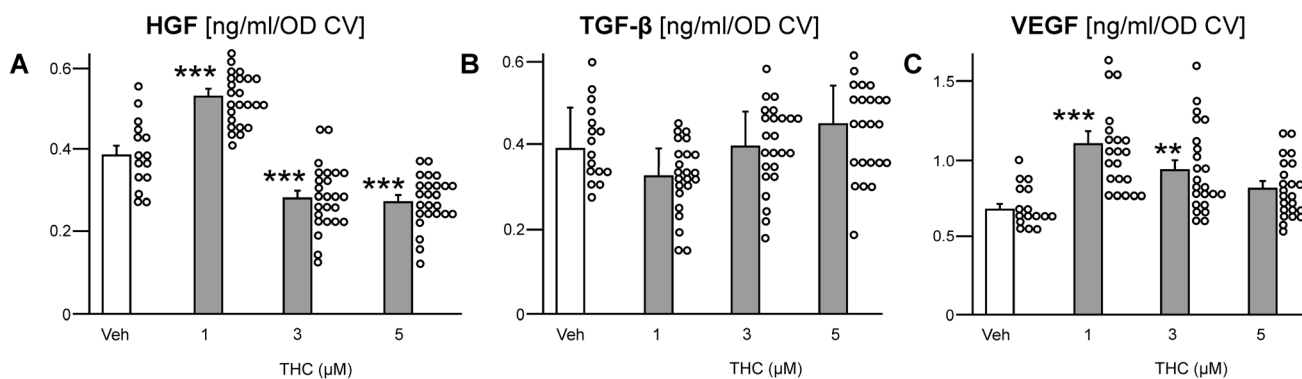 HGF [ng/ml/OD CV]
A
0.6
0.4
0.2
0
***
***
***
Veh 1 3 5
THC (μM)
TGF-β [ng/ml/OD CV]
B
0.6
0.4
0.2
0
Veh 1 3 5
THC (μM)
VEGF [ng/ml/OD CV]
C
1.5
1.0
0.5
0
***
**
Veh 1 3 5
THC (μM)